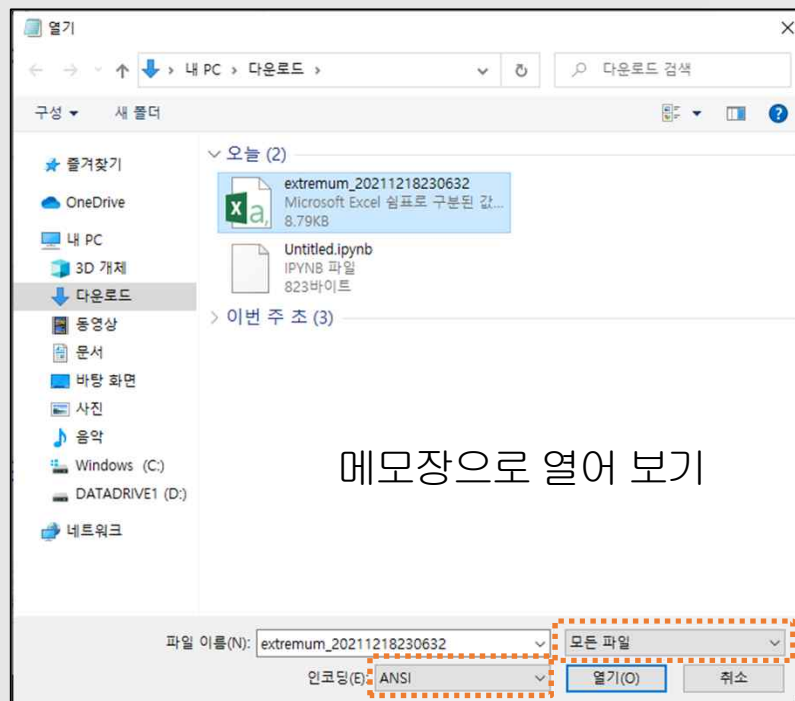 열기
내 PC > 다운로드 >
다운로드 검색
구성
새 폴더
즐겨찾기
OneDrive
내 PC
3D 개체
다운로드
동영상
문서
바탕 화면
사진
음악
Windows (C:)
DATADRIVE1 (D:)
네트워크
오늘 (2)
extremum_20211218230632
Microsoft Excel 쉼표로 구분된 값...
8.79KB
Untitled.ipynb
IPYNB 파일
823바이트
이번 주 초 (3)
메모장으로 열어 보기
파일 이름(N): extremum_20211218230632
모든 파일
인코딩(E): ANSI
열기(O)
취소